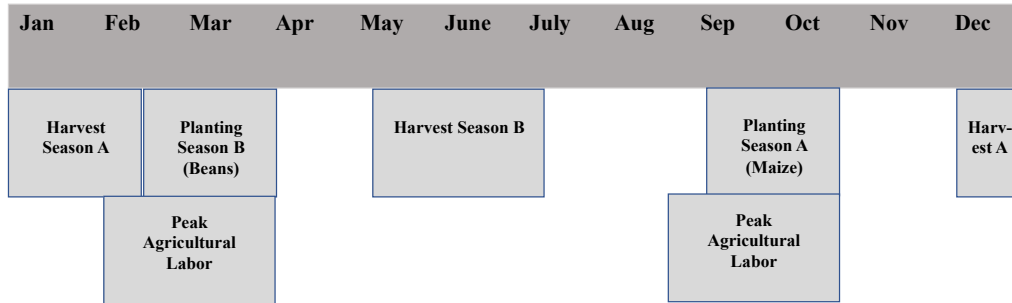 Jan Feb Mar Apr May June July Aug Sep Oct Nov Dec
Harvest
Season A
Planting
Season B
(Beans)
Harvest Season B
Planting
Season A
(Maize)
Harv-
est A
Peak
Agricultural
Labor
Peak
Agricultural
Labor